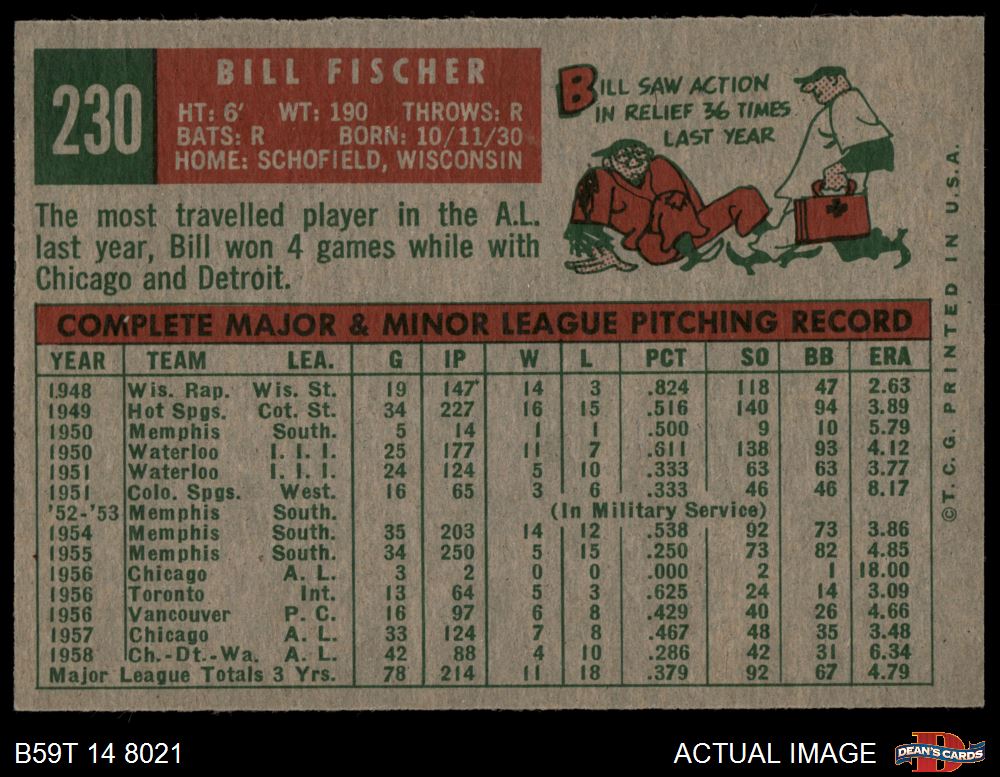 230
BILL FISCHER
HT: 6' WT: 190 THROWS: R
BATS: R BORN: 10/11/30
HOME: SCHOFIELD, WISCONSIN
BILL SAW ACTION
IN RELIEF 36 TIMES
LAST YEAR
The most travelled player in the A.L.
last year, Bill won 4 games while with
Chicago and Detroit.
COMPLETE MAJOR & MINOR LEAGUE PITCHING RECORD
YEAR TEAM LEA. G IP W L PCT SO BB ERA
1948 Wis. Rap. Wis. St. 19 147* 14 3 .824 118 47 2.63
1949 Hot Spgs. Cot. St. 34 227 16 15 .516 140 94 3.89
1950 Memphis South. 5 14 1 1 .500 9 10 5.79
1950 Waterloo I. I. I. 25 177 11 7 .611 138 93 4.12
1951 Waterloo I. I. I. 24 124 5 10 .333 63 63 3.77
1951 Colo. Spgs. West. 16 65 3 6 .333 46 46 8.17
'52-'53 Memphis South. (In Military Service)
1954 Memphis South. 35 203 14 12 .538 92 73 3.86
1955 Memphis South. 34 250 5 15 .250 73 82 4.85
1956 Chicago A. L. 3 2 0 0 .000 2 1 18.00
1956 Toronto Int. 13 64 5 3 .625 24 14 3.09
1956 Vancouver P. C. 16 97 6 8 .429 40 26 4.66
1957 Chicago A. L. 33 124 7 8 .467 48 35 3.48
1958 Ch.-Dt.-Wa. A. L. 42 88 4 10 .286 42 31 6.34
Major League Totals 3 Yrs. 78 214 11 18 .379 92 67 4.79
©T. C. G. PRINTED IN U.S.A.
B59T 14 8021
ACTUAL IMAGE
D
DEAN'S CARDS